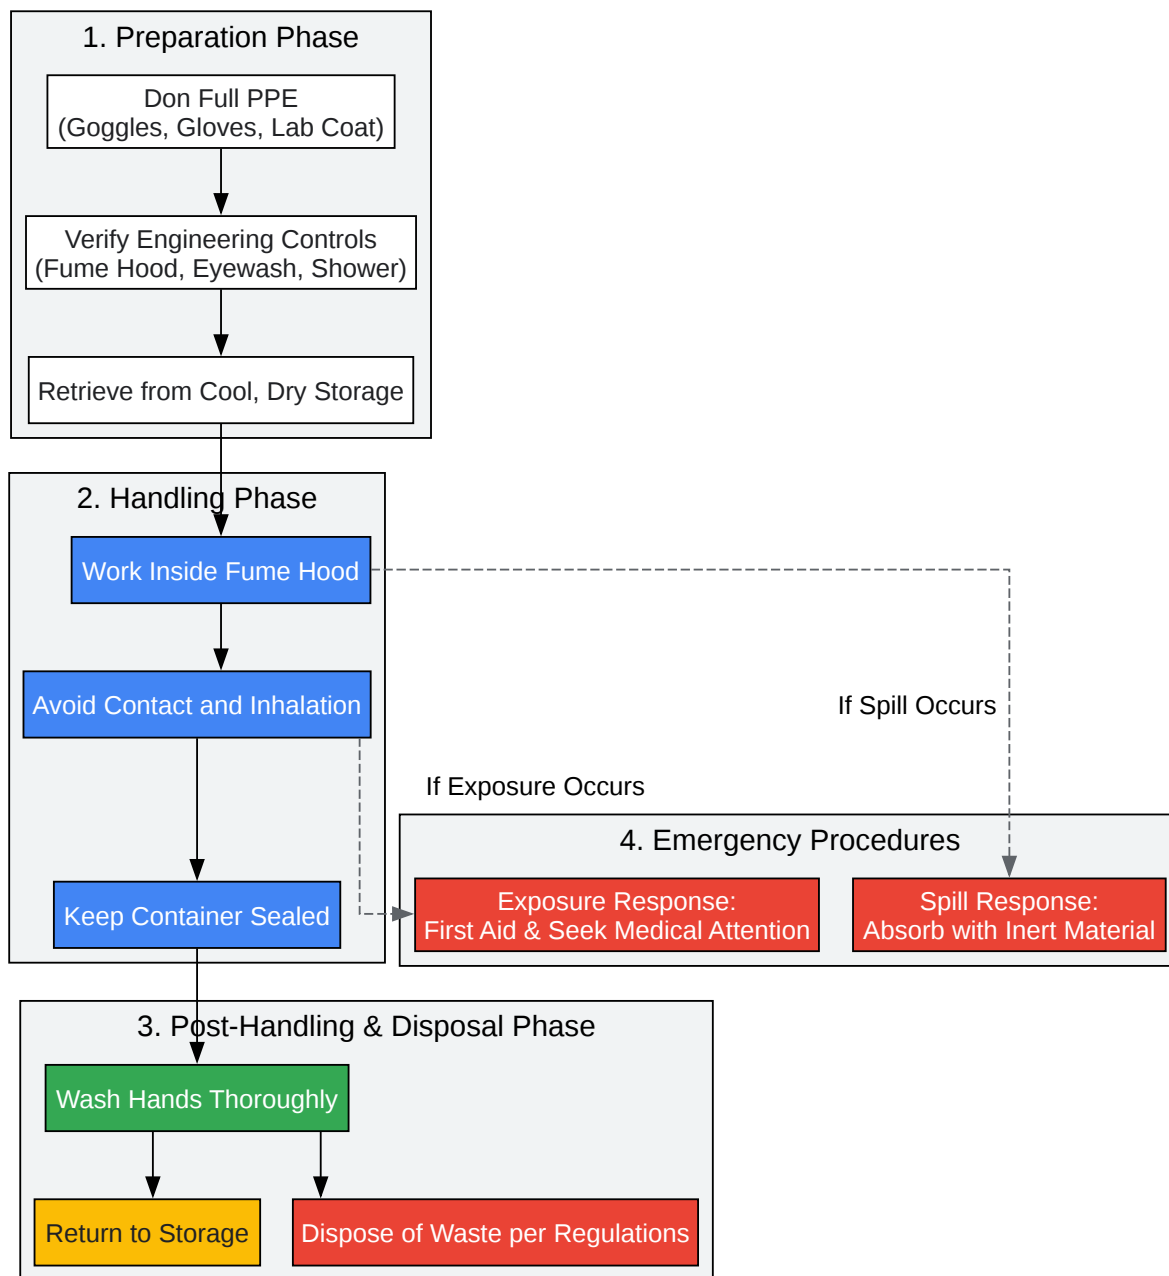 1. Preparation Phase
Don Full PPE
(Goggles, Gloves, Lab Coat)
Verify Engineering Controls
(Fume Hood, Eyewash, Shower)
Retrieve from Cool, Dry Storage
2. Handling Phase
Work Inside Fume Hood
Avoid Contact and Inhalation
If Spill Occurs
If Exposure Occurs
Keep Container Sealed
4. Emergency Procedures
Exposure Response:
First Aid & Seek Medical Attention
Spill Response:
Absorb with Inert Material
3. Post-Handling & Disposal Phase
Wash Hands Thoroughly
Return to Storage
Dispose of Waste per Regulations